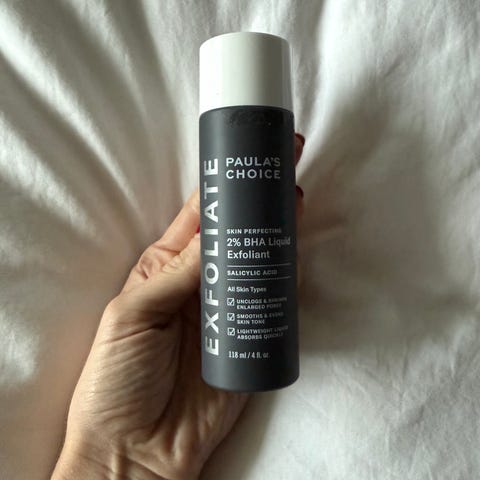 EXFOLIATE
PAULA'S
CHOICE
SKIN PERFECTING
2% BHA Liquid
Exfoliant
SALICYLIC ACID
All Skin Types
UNCLOGS &
ENLARGED PORES
SMOOTHS & EVENS
SKIN TONE
LIGHTWEIGHT LIQUID
ABSORBS QUICKLY
118 ml / 4 fl. oz.